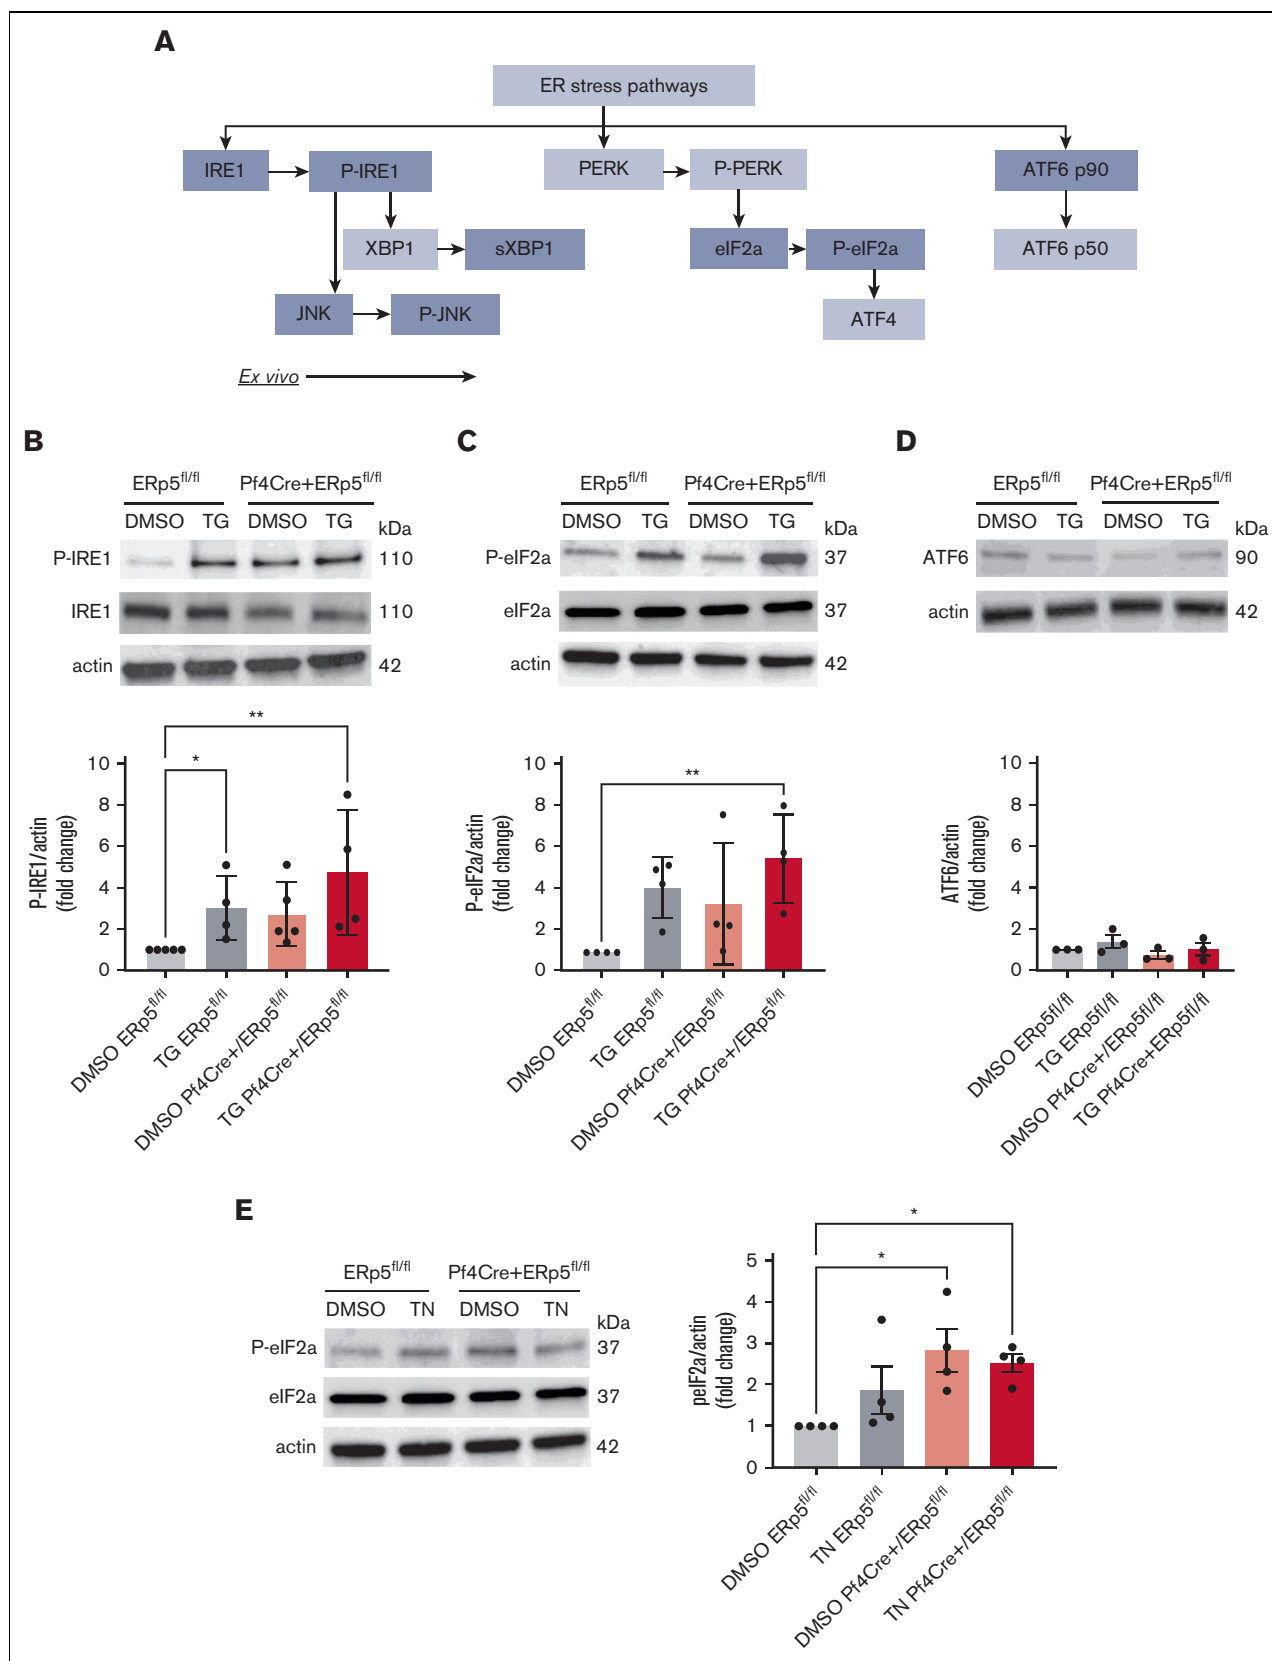 A
ER stress pathways
IRE1 P-IRE1 PERK P-PERK ATF6 p90
XBP1 sXBP1 eIF2a P-eIF2a ATF6 p50
JNK P-JNK ATF4
Ex vivo
B
ERp5fl/fl Pf4Cre+ERp5fl/fl
DMSO TG DMSO TG kDa
P-IRE1 110
IRE1 110
actin 42
**
*
P-IRE1/actin
(fold change)
10
8
6
4
2
0
DMSO ERp5fl/fl
TG ERp5fl/fl
DMSO Pf4Cre+/ERp5fl/fl
TG Pf4Cre+/ERp5fl/fl
C
ERp5fl/fl Pf4Cre+ERp5fl/fl
DMSO TG DMSO TG kDa
P-eIF2a 37
eIF2a 37
actin 42
**
P-eIF2a/actin
(fold change)
10
8
6
4
2
0
DMSO ERp5fl/fl
TG ERp5fl/fl
DMSO Pf4Cre+/ERp5fl/fl
TG Pf4Cre+/ERp5fl/fl
D
ERp5fl/fl Pf4Cre+ERp5fl/fl
DMSO TG DMSO TG kDa
ATF6 90
actin 42
ATF6/actin
(fold change)
10
8
6
4
2
0
DMSO ERp5fl/fl
TG ERp5fl/fl
DMSO Pf4Cre+/ERp5fl/fl
TG Pf4Cre+ERp5fl/fl
E
ERp5fl/fl Pf4Cre+ERp5fl/fl
DMSO TN DMSO TN kDa
P-eIF2a 37
eIF2a 37
actin 42
*
*
peIF2a/actin
(fold change)
5
4
3
2
1
0
DMSO ERp5fl/fl
TN ERp5fl/fl
DMSO Pf4Cre+/ERp5fl/fl
TN Pf4Cre+/ERp5fl/fl